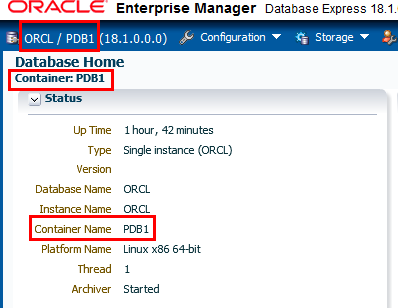 ORACLE Enterprise Manager Database Express 18.1.
ORCL / PDB1 (18.1.0.0.0) Configuration Storage
Database Home
Container: PDB1
Status
Up Time 1 hour, 42 minutes
Type Single instance (ORCL)
Version
Database Name ORCL
Instance Name ORCL
Container Name PDB1
Platform Name Linux x86 64-bit
Thread 1
Archiver Started